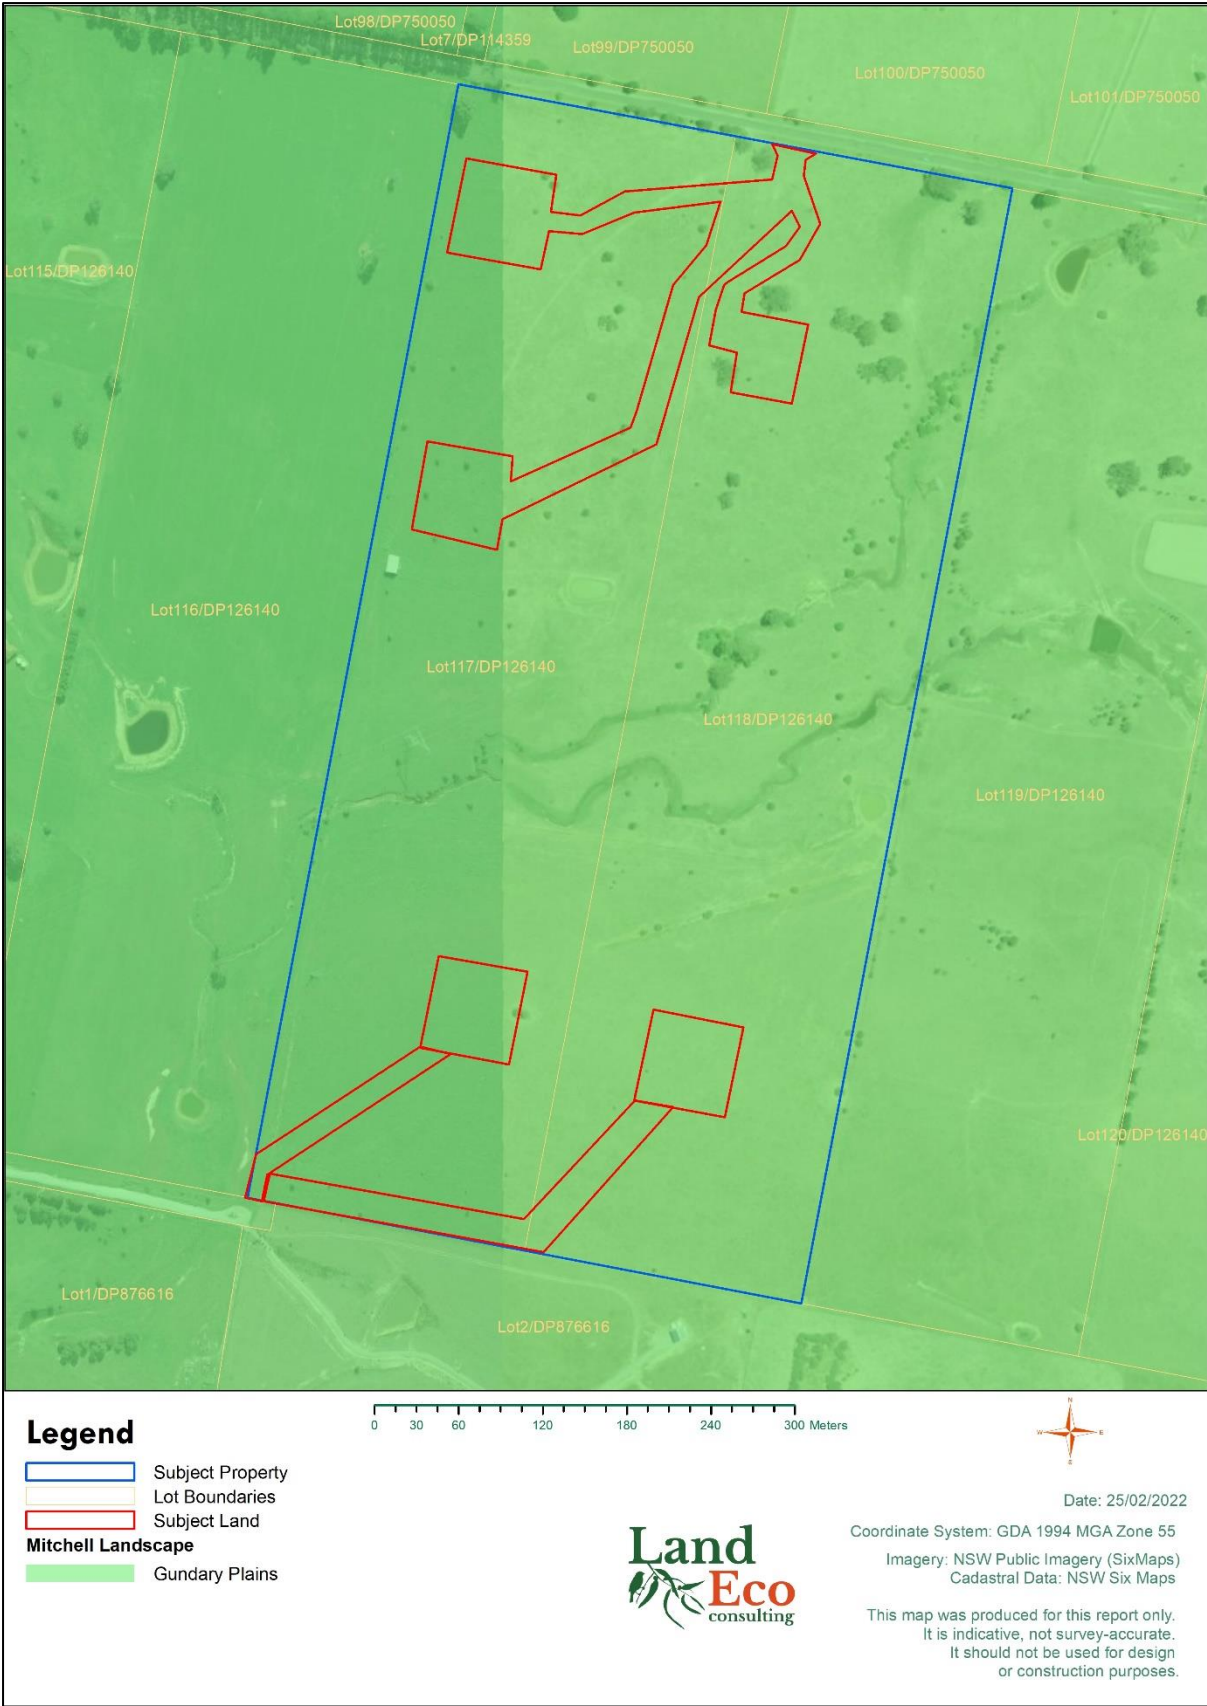 Lot98/DP750050
Lot7/DP114359
Lot99/DP750050
Lot100/DP750050
Lot101/DP750050
Lot115/DP126140
Lot116/DP126140
Lot117/DP126140
Lot118/DP126140
Lot119/DP126140
Lot120/DP126140
Lot1/DP876616
Lot2/DP876616
Legend
Subject Property
Lot Boundaries
Subject Land
Mitchell Landscape
Gundary Plains
0 30 60 120 180 240 300 Meters
N
W E
S
Land
Eco
consulting
Date: 25/02/2022
Coordinate System: GDA 1994 MGA Zone 55
Imagery: NSW Public Imagery (SixMaps)
Cadastral Data: NSW Six Maps
This map was produced for this report only.
It is indicative, not survey-accurate.
It should not be used for design
or construction purposes.